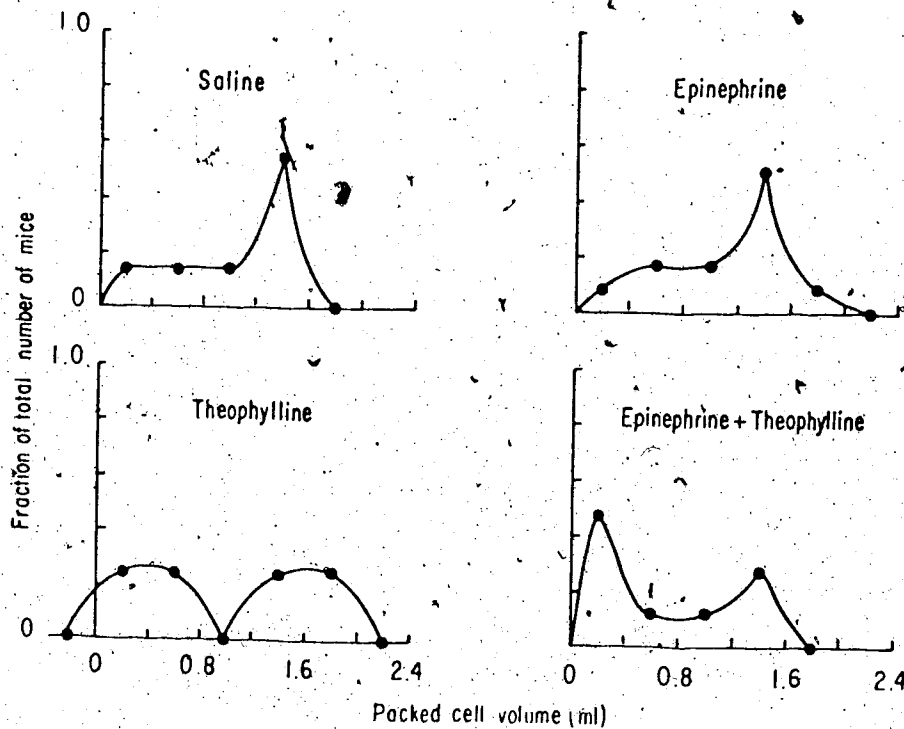 1.0
Saline
Epinephrine
0
Fraction of total number of mice
1.0
Theophylline
Epinephrine + Theophylline
0
0 0.8 1.6 2.4
0 0.8 1.6 2.4
Packed cell volume (ml)